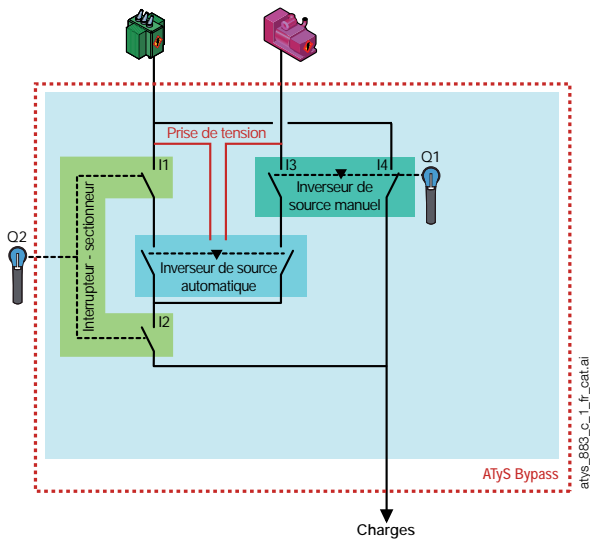 Prise de tension
I1
I3
I4
Q1
Inverseur de
source manuel
Q2
Interrupteur - sectionneur
Inverseur de source
automatique
I2
ATyS Bypass
Charges
atys_883_c_1_fr_cat.ai